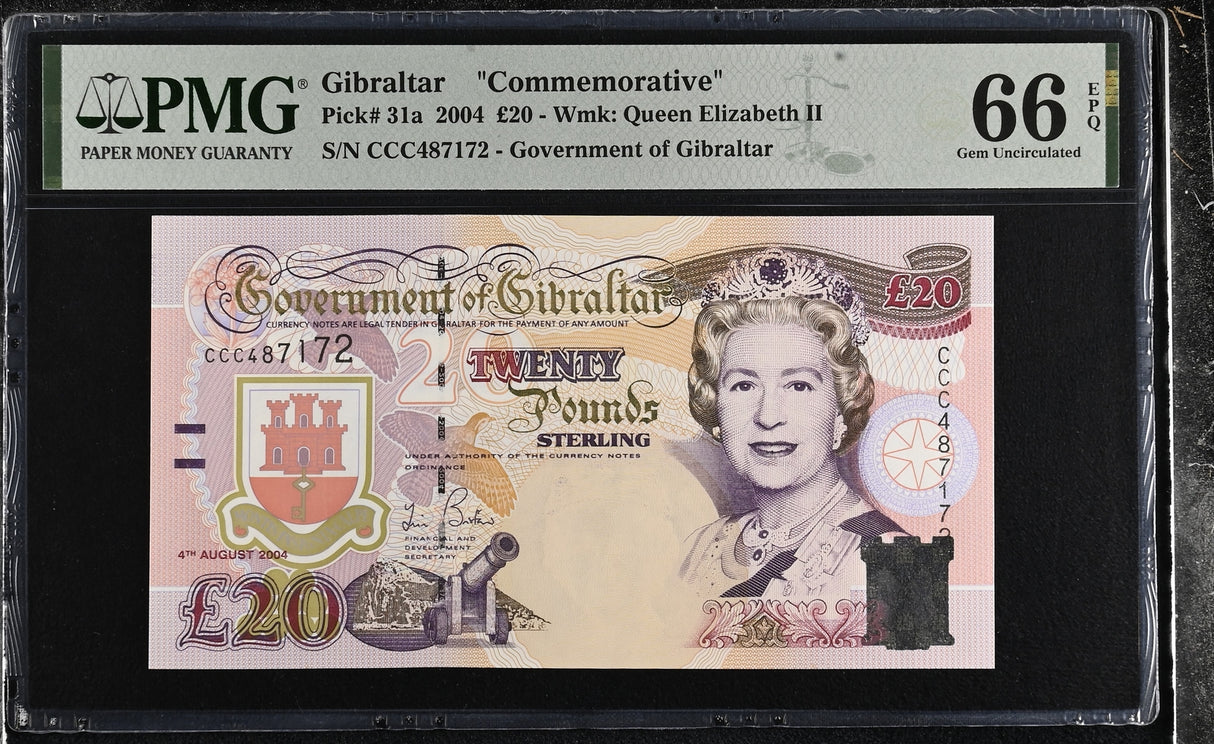 PMG®
PAPER MONEY GUARANTY
Gibraltar "Commemorative"
Pick# 31a 2004 £20 - Wmk: Queen Elizabeth II
S/N CCC487172 - Government of Gibraltar
66
EPQ
Gem Uncirculated
Government of Gibraltar
CURRENCY NOTES ARE LEGAL TENDER IN GIBRALTAR FOR THE PAYMENT OF ANY AMOUNT
£20
CCC487172
20
TWENTY
Pounds
STERLING
UNDER AUTHORITY OF THE CURRENCY NOTES
ORDINANCE
FINANCIAL AND
DEVELOPMENT
SECRETARY
4TH AUGUST 2004
£20
CCC487172